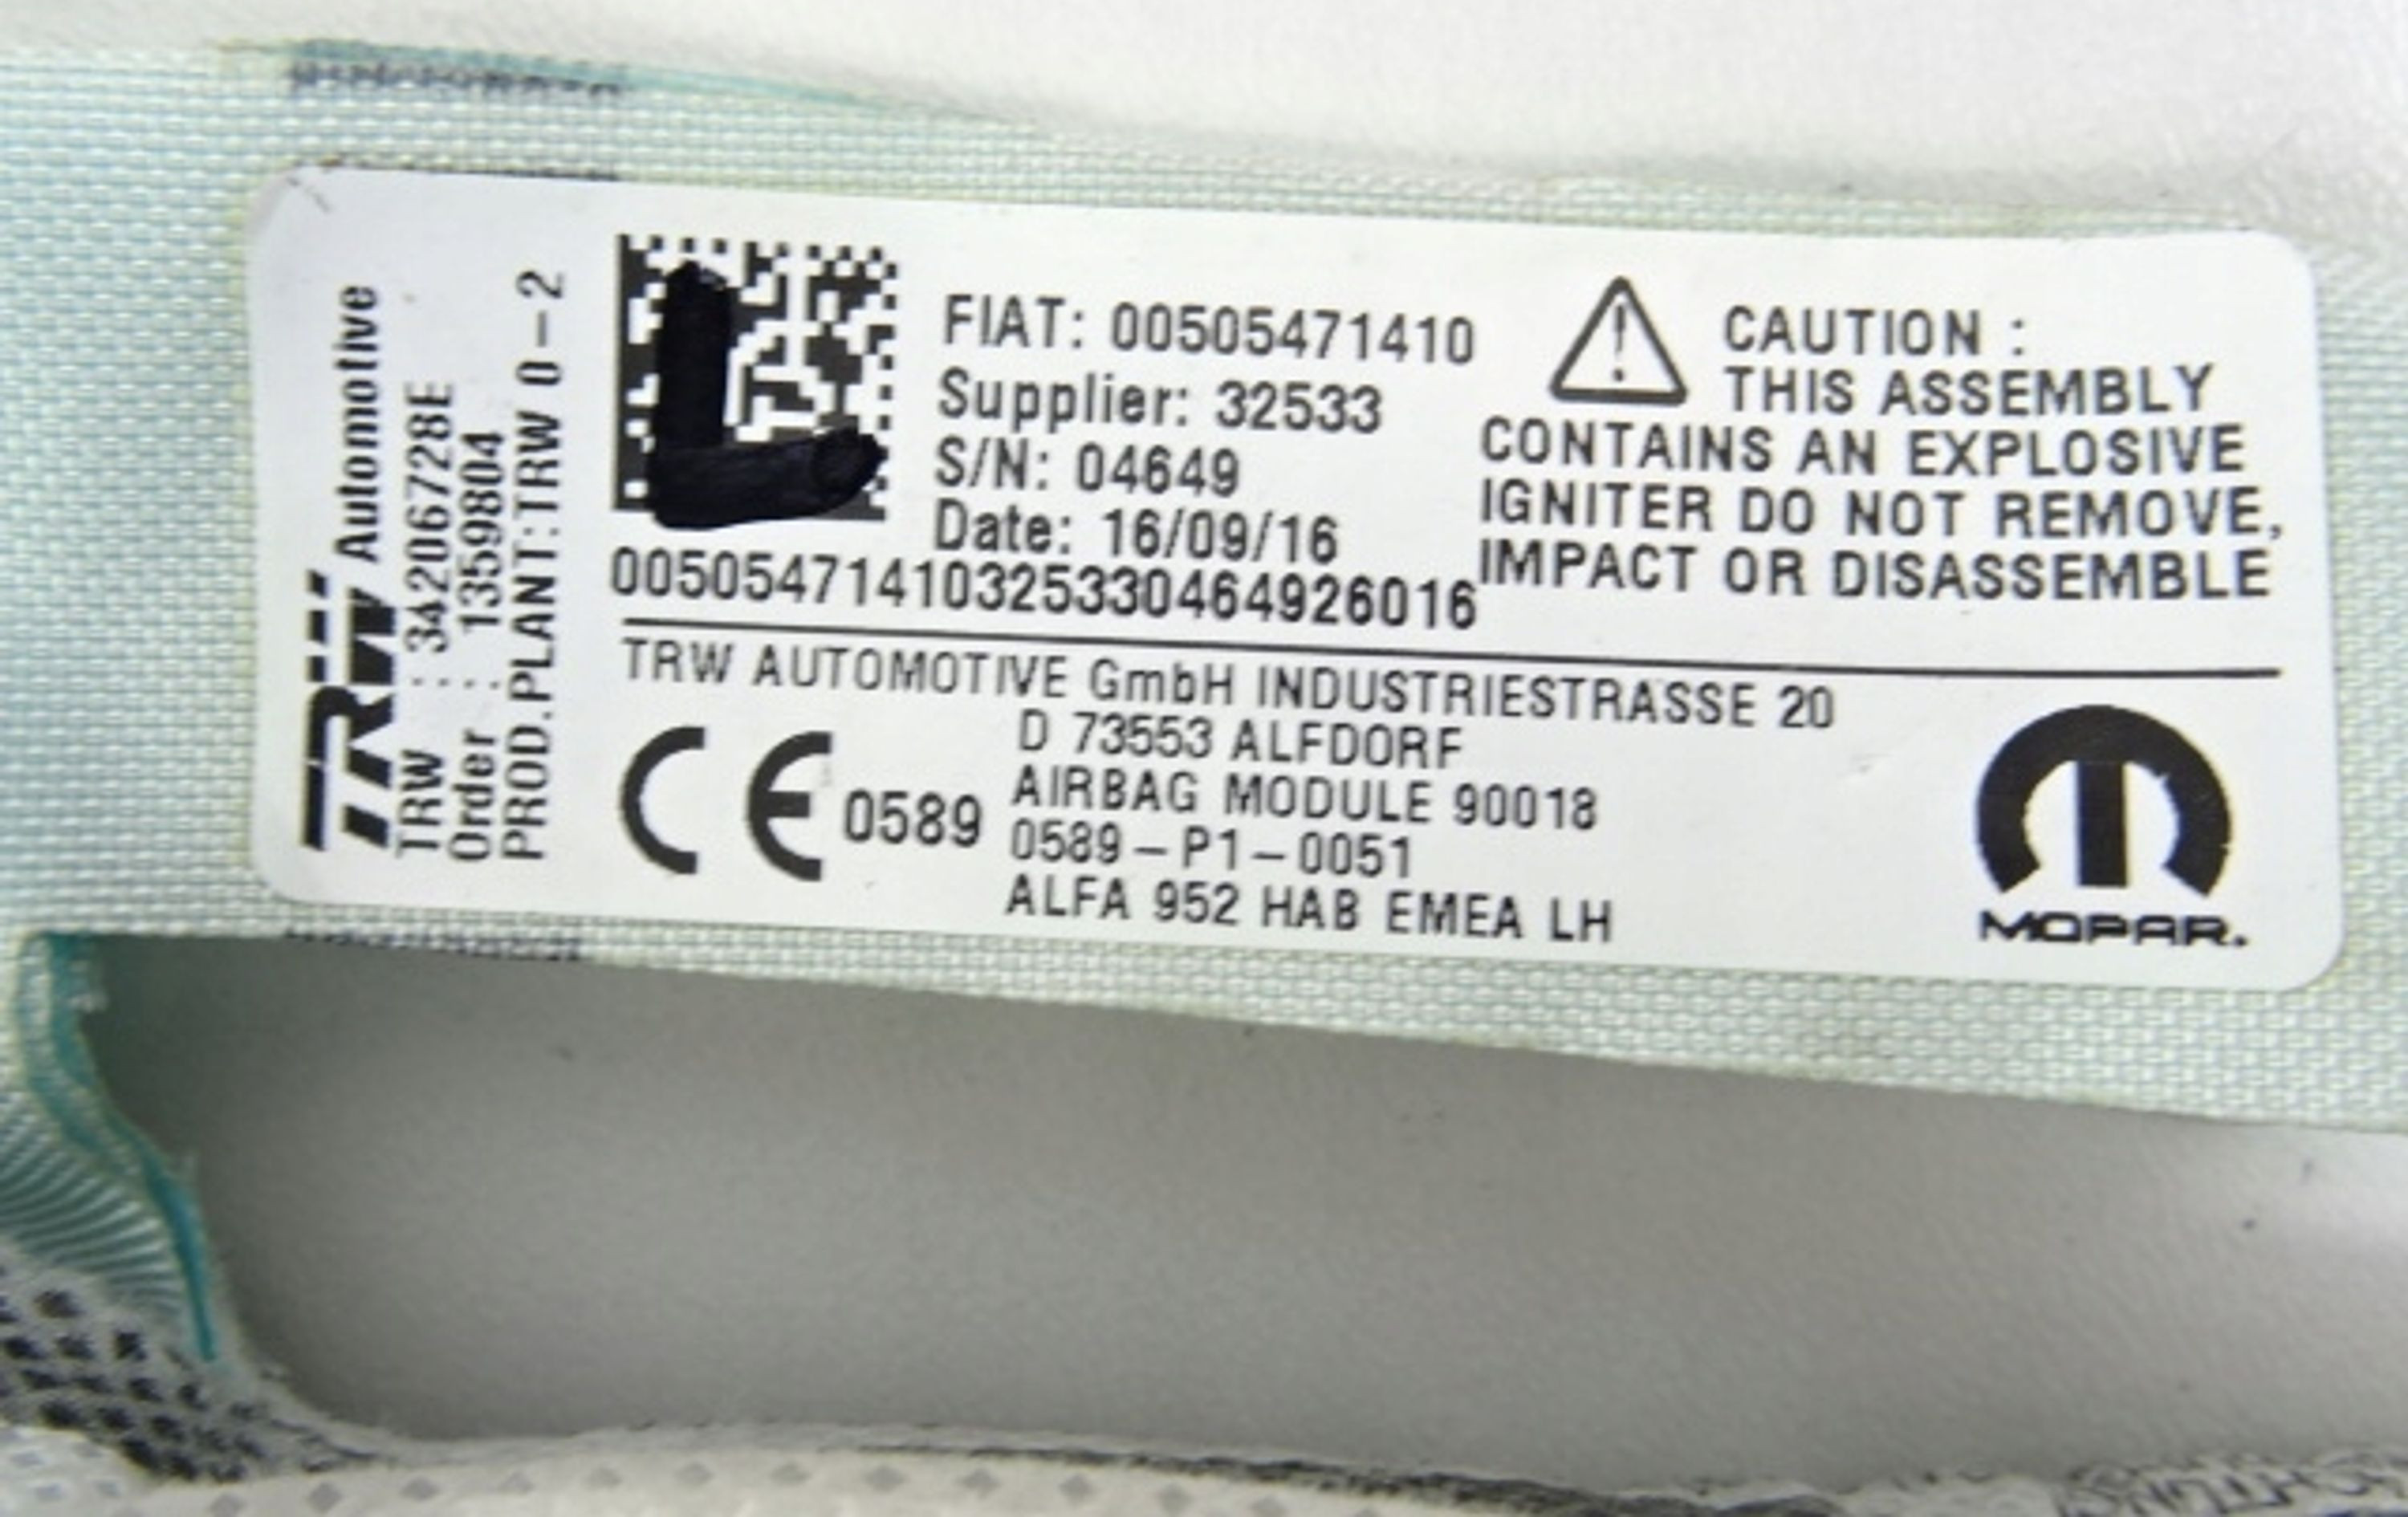 TRW Automotive
TRW : 34206728E
Order : 13598804
PROD.PLANT:TRW 0-2
L
FIAT: 00505471410
Supplier: 32533
S/N: 04649
Date: 16/09/16
00505471410325330464926016
CAUTION :
THIS ASSEMBLY
CONTAINS AN EXPLOSIVE
IGNITER DO NOT REMOVE,
IMPACT OR DISASSEMBLE
TRW AUTOMOTIVE GmbH INDUSTRIESTRASSE 20
D 73553 ALFDORF
CE 0589
AIRBAG MODULE 90018
0589-P1-0051
ALFA 952 HAB EMEA LH
MOPAR.